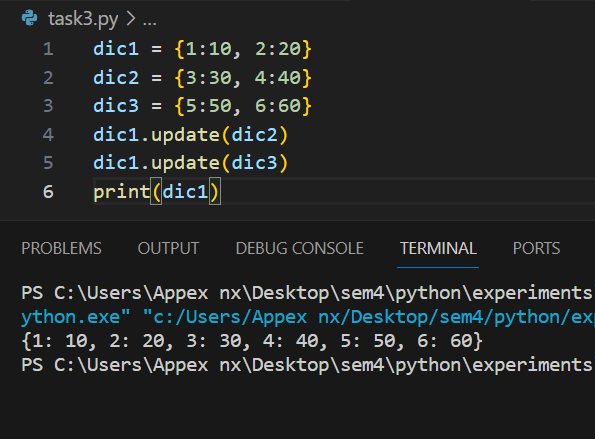 task3.py > ...
1 dic1 = {1:10, 2:20}
2 dic2 = {3:30, 4:40}
3 dic3 = {5:50, 6:60}
4 dic1.update(dic2)
5 dic1.update(dic3)
6 print(dic1)
PROBLEMS OUTPUT DEBUG CONSOLE TERMINAL PORTS
PS C:\Users\Appex nx\Desktop\sem4\python\experiments
ython.exe" "c:/Users/Appex nx/Desktop/sem4/python/exp
{1: 10, 2: 20, 3: 30, 4: 40, 5: 50, 6: 60}
PS C:\Users\Appex nx\Desktop\sem4\python\experiments